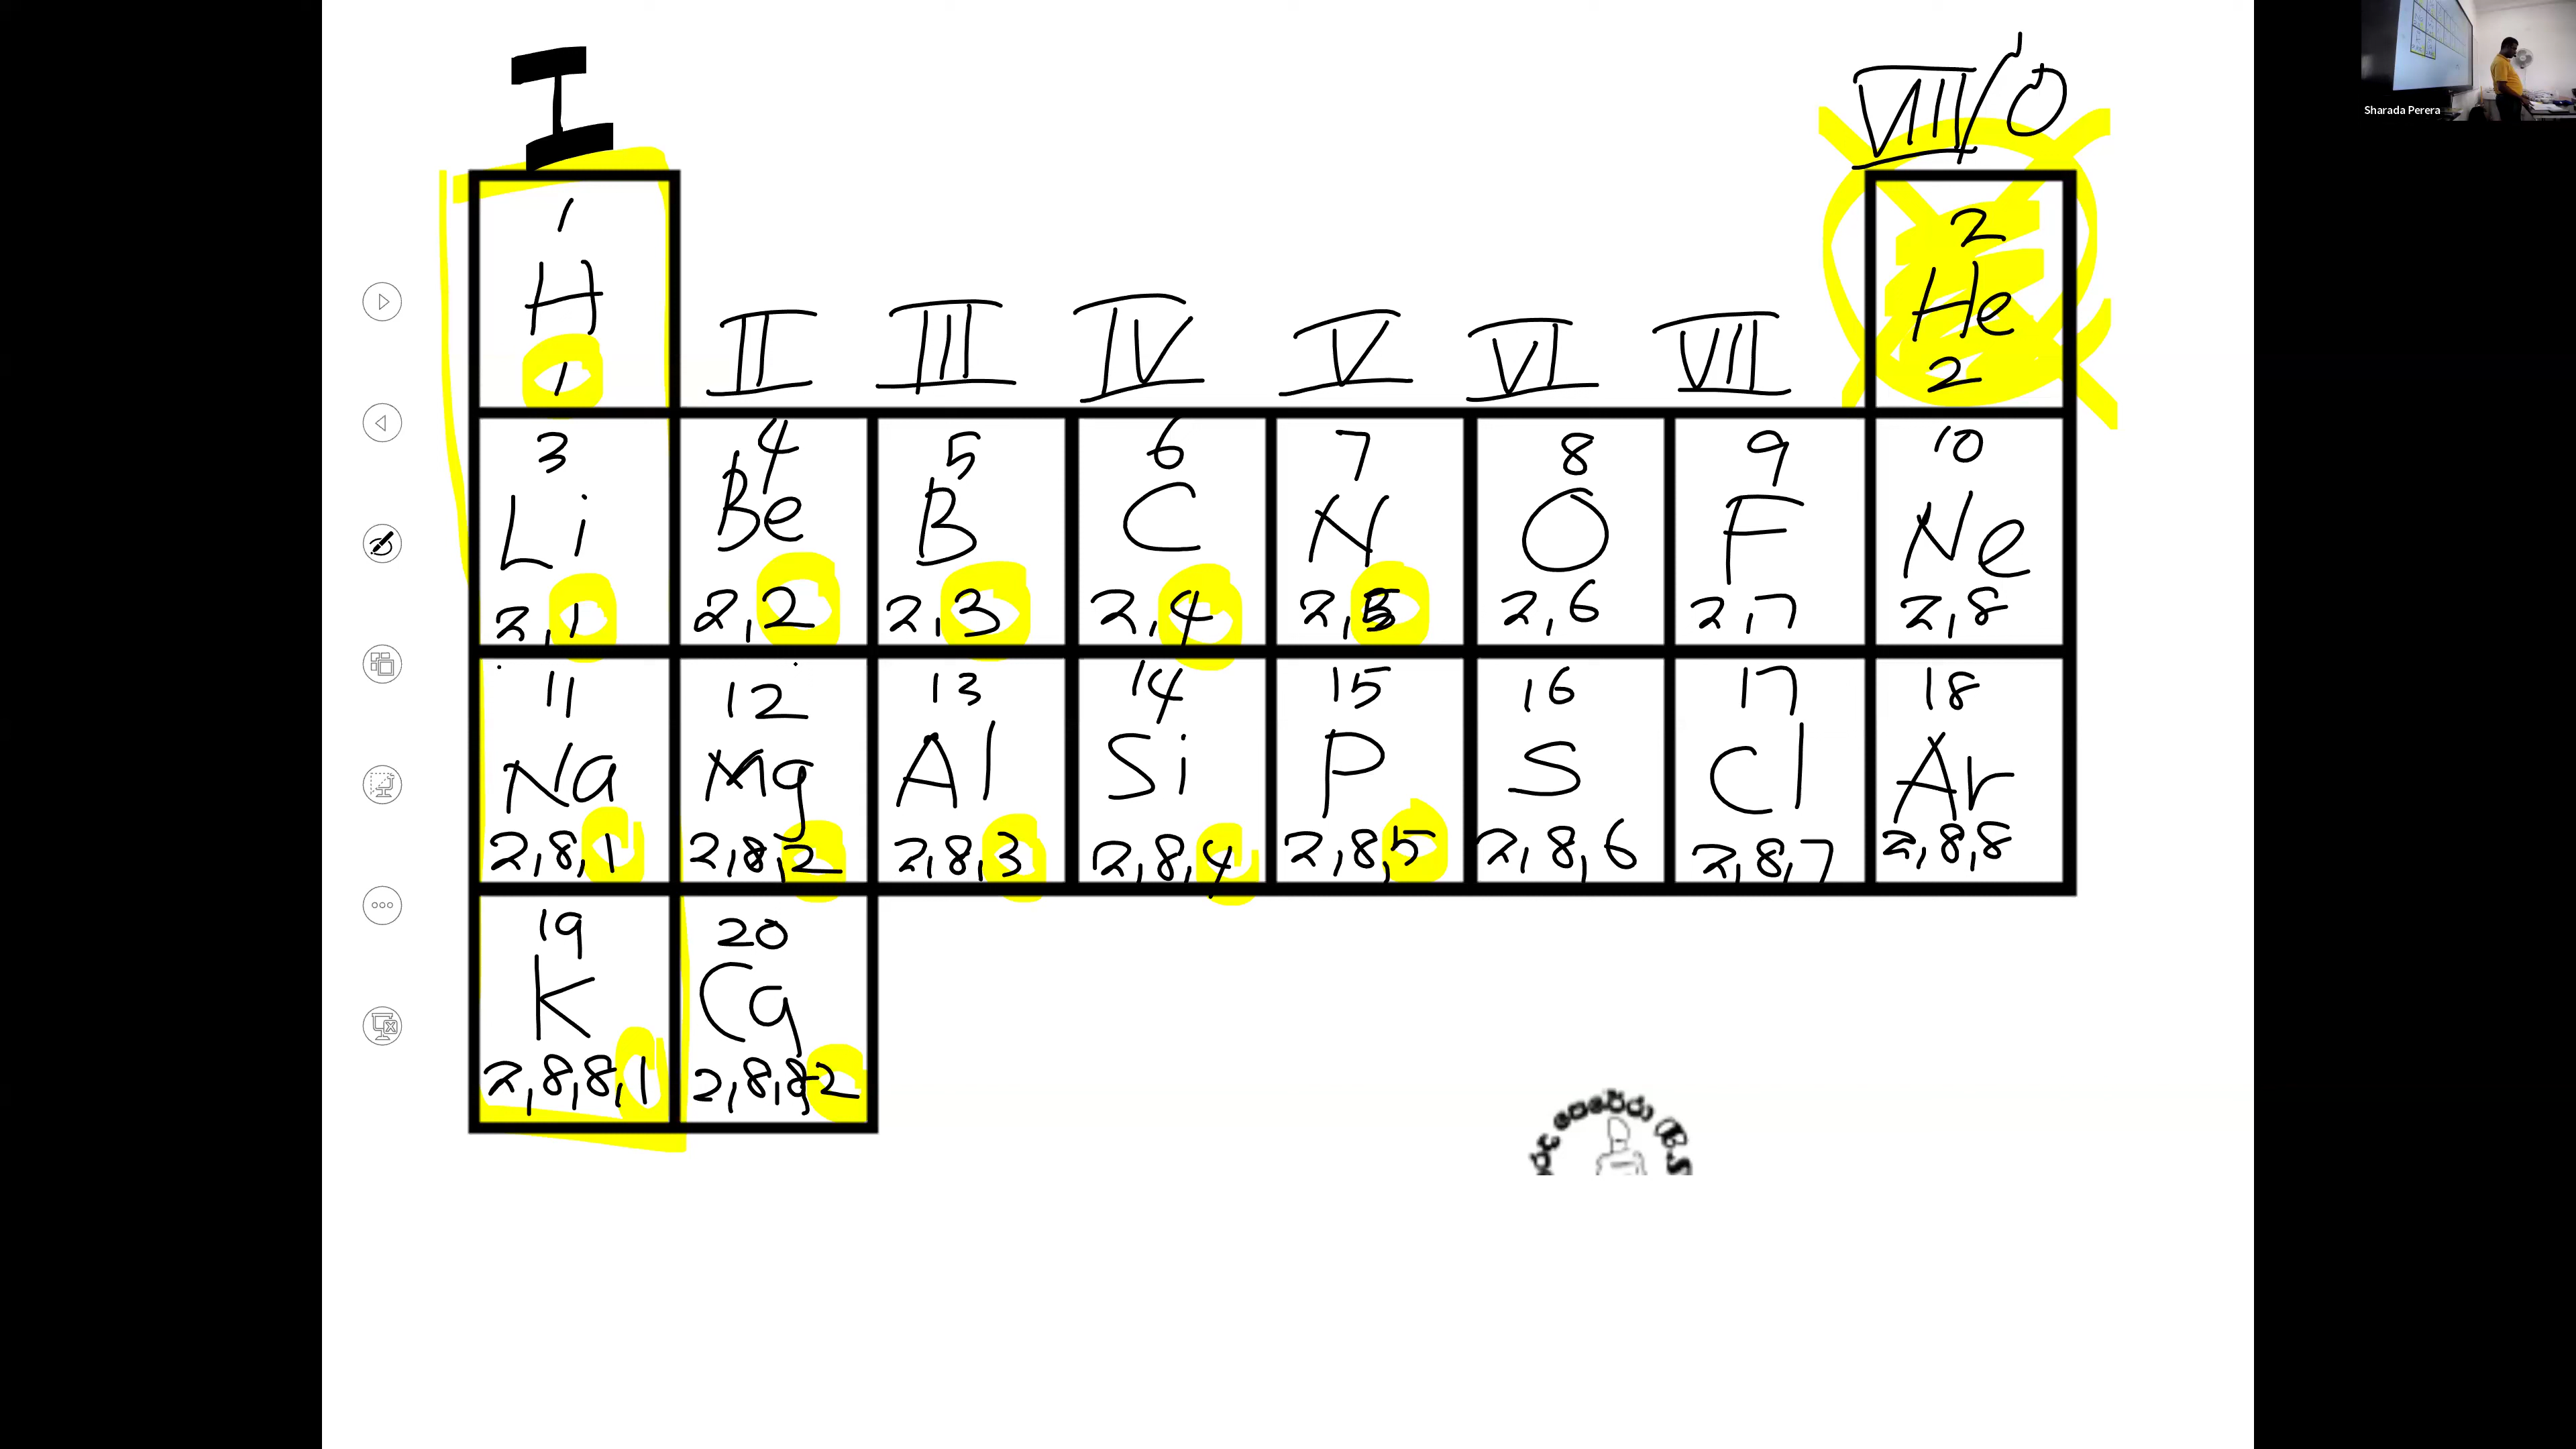 I VIII/0
Sharada Perera
1 2
H He
1 II III IV V VI VII 2
3 4 5 6 7 8 9 10
Li Be B C N O F Ne
2,1 2,2 2,3 2,4 2,5 2,6 2,7 2,8
11 12 13 14 15 16 17 18
Na Mg Al Si P S Cl Ar
2,8,1 2,8,2 2,8,3 2,8,4 2,8,5 2,8,6 2,8,7 2,8,8
19 20
K Ca
2,8,8,1 2,8,8,2
(B.S